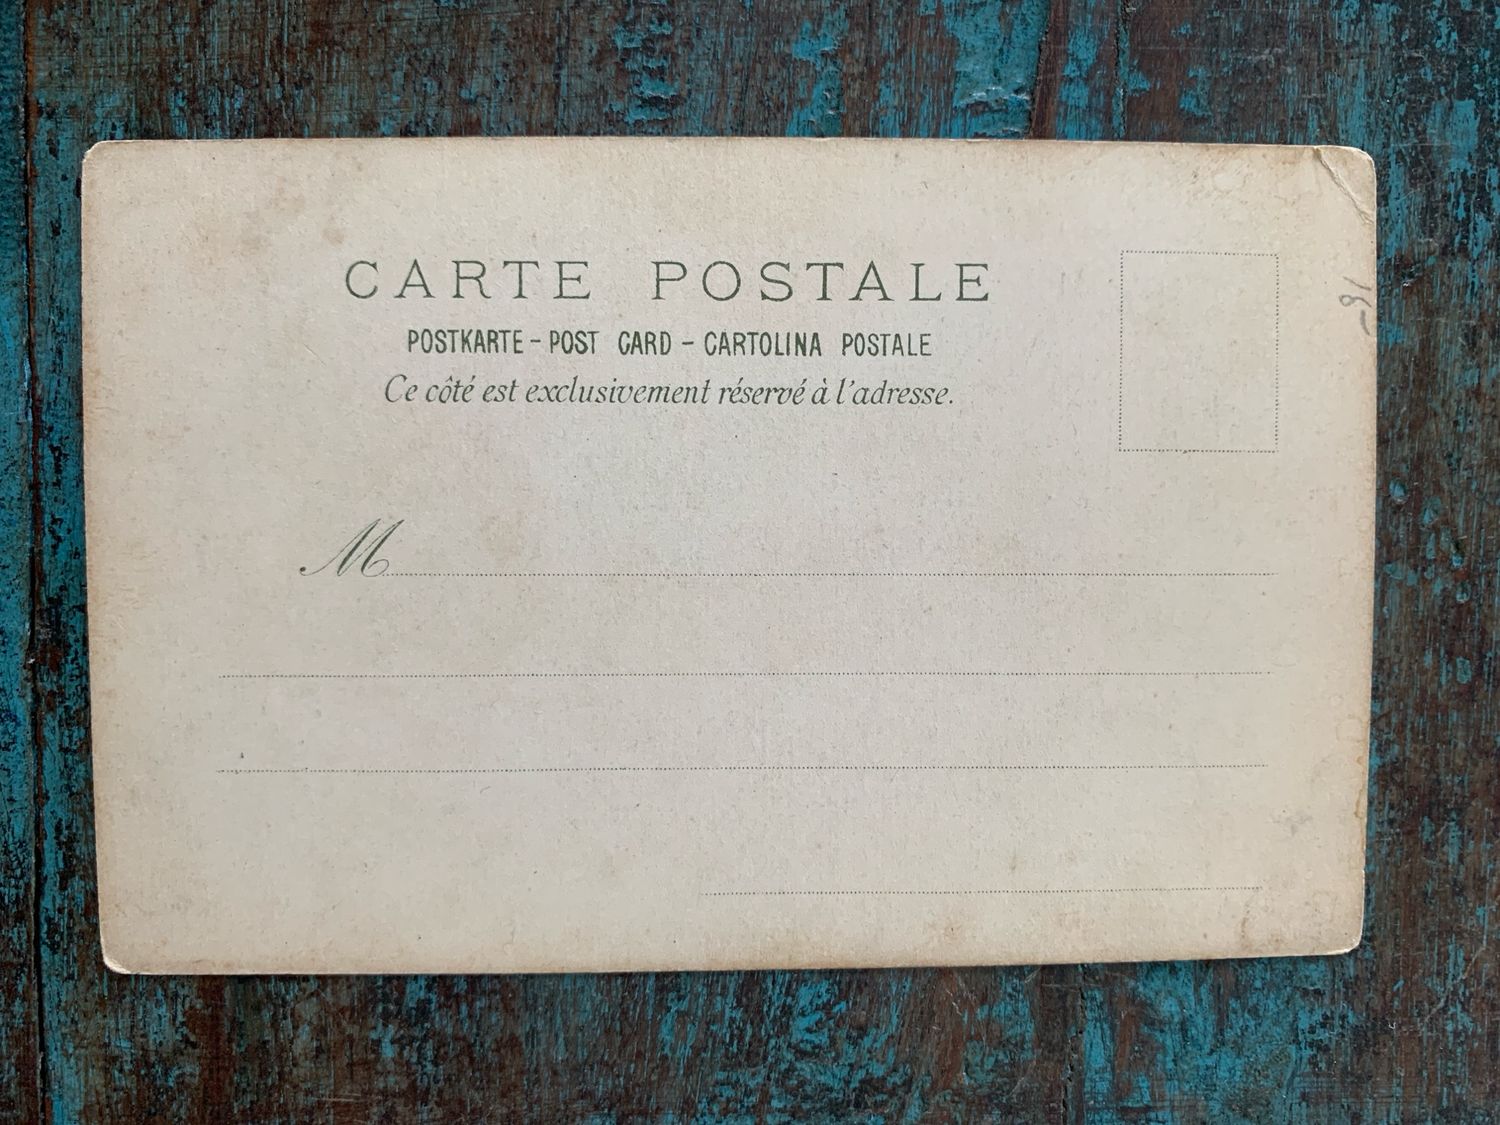 CARTE POSTALE
POSTKARTE - POST CARD - CARTOLINA POSTALE
Ce côté est exclusivement réservé à l'adresse.
M